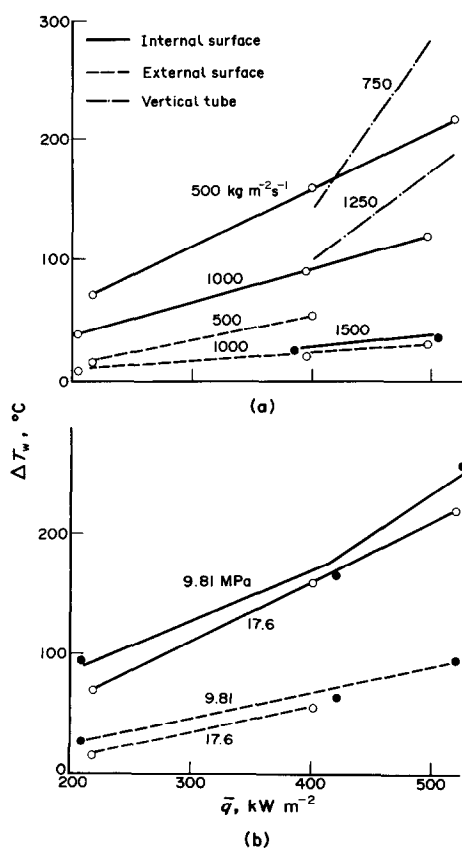 300
Internal surface
External surface
Vertical tube
750
200
500 kg m⁻²s⁻¹
1250
100
1000
500
1500
1000
0
(a)
ΔT̅w, °C
200
9.81 MPa
17.6
100
9.81
17.6
0
200 300 400 500
q̅, kW m⁻²
(b)